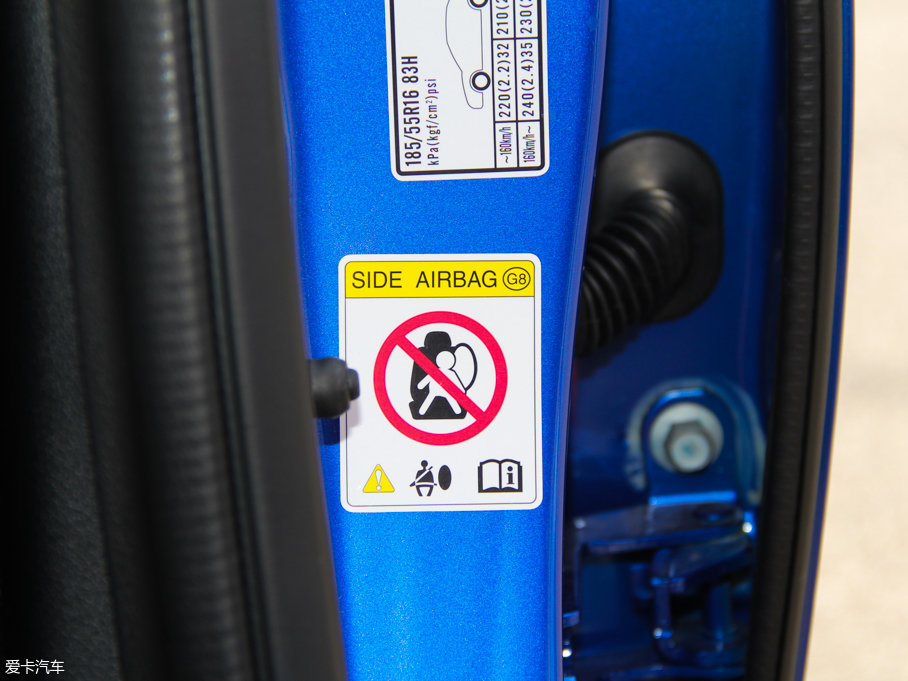 185/55R16 83H
kPa(kgf/cm²)psi
~160km/h 220(2.2)32 210(2
160km/h~ 240(2.4)35 230(2
SIDE AIRBAG G8
爱卡汽车